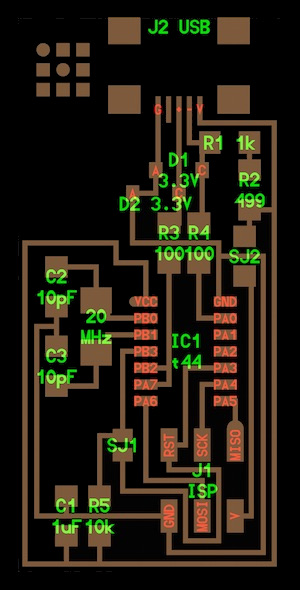 J2 USB
G - + V
R1 1k
D1
3.3V
A C
R2
499
A C
D2 3.3V
R3 R4
100 100
SJ2
C2
10pF
VCC GND
20
MHz
PB0 PA0
PB1 PA1
IC1
PB3 PA2
t44
C3
10pF
PB2 PA3
PA7 PA4
PA6 PA5
SJ1
RST SCK MISO
J1
ISP
C1 R5
1uF 10k
GND MOSI V